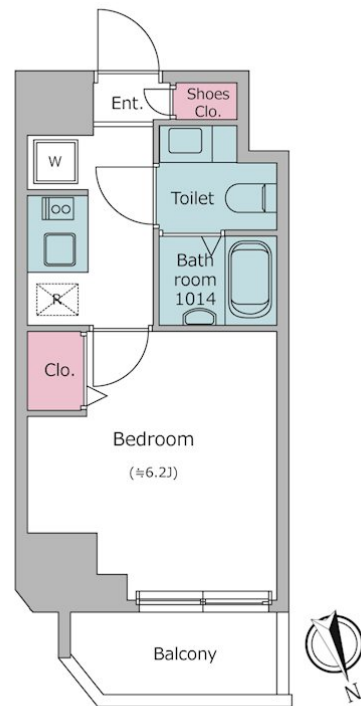 Ent.
Shoes
Clo.
W
Toilet
R
Bath
room
1014
Clo.
Bedroom
(≒6.2J)
Balcony
N